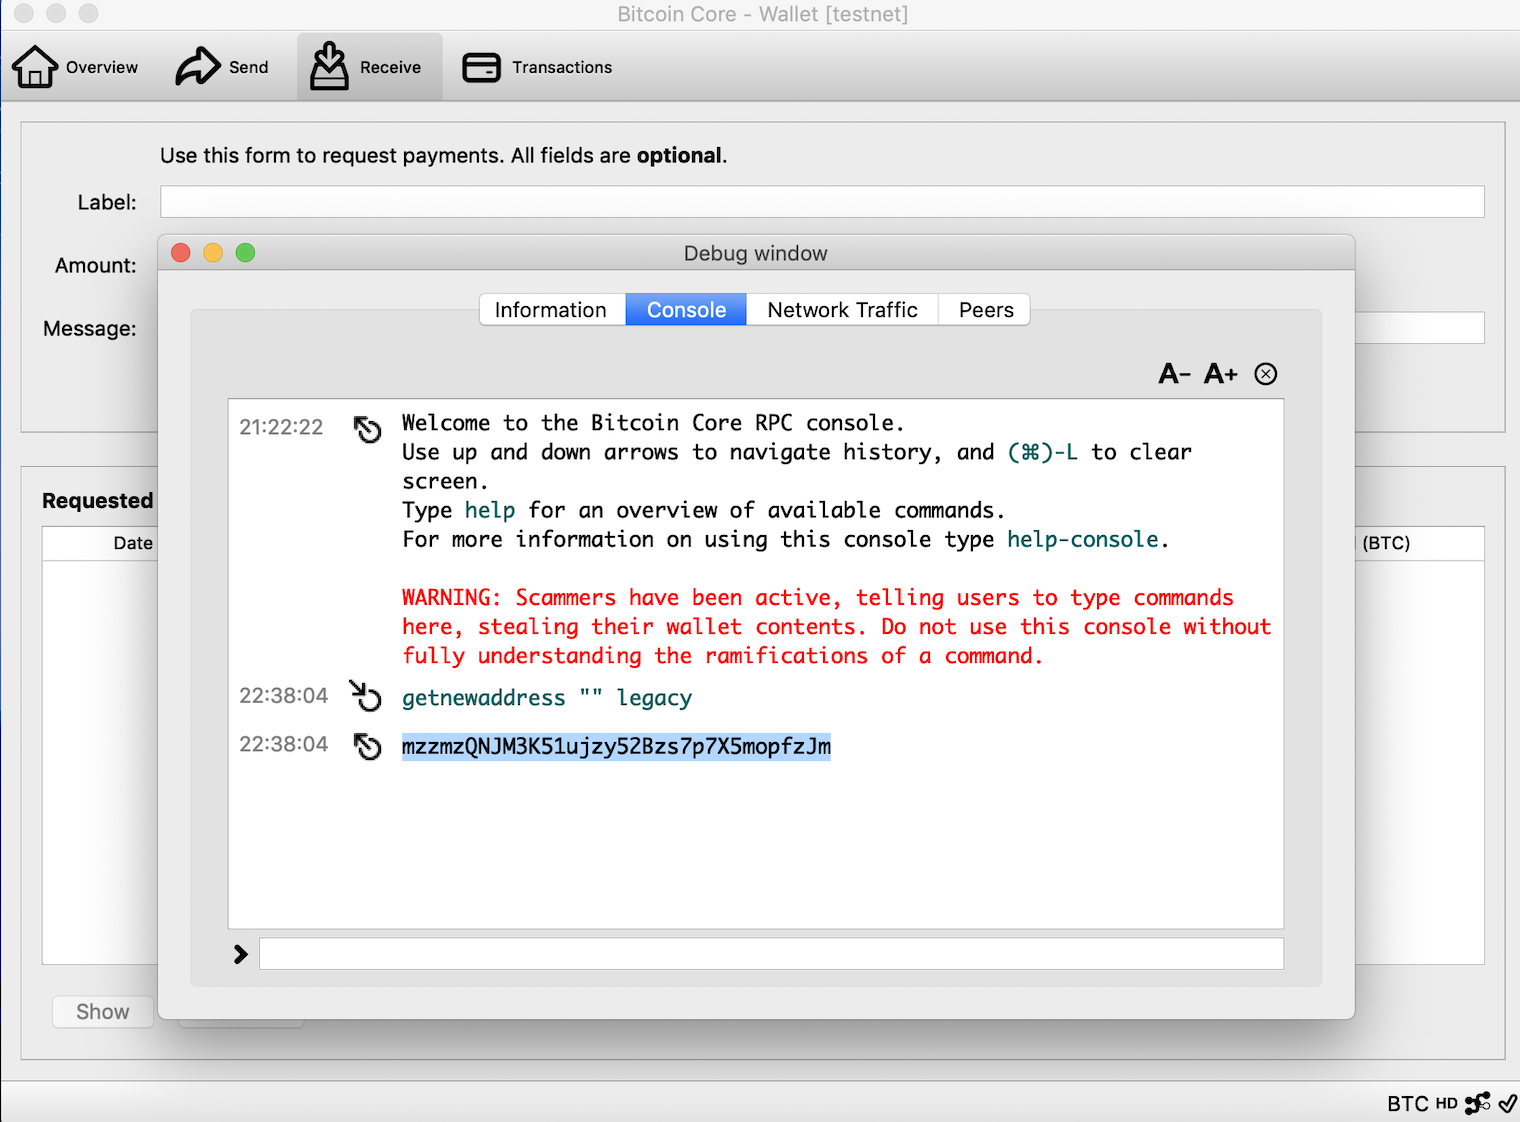 Bitcoin Core - Wallet [testnet]
Overview
Send
Receive
Transactions
Use this form to request payments. All fields are optional.
Label:
Amount:
Message:
Debug window
Information
Console
Network Traffic
Peers
A- A+
21:22:22
Welcome to the Bitcoin Core RPC console.
Use up and down arrows to navigate history, and (⌘)-L to clear
screen.
Type help for an overview of available commands.
For more information on using this console type help-console.
WARNING: Scammers have been active, telling users to type commands
here, stealing their wallet contents. Do not use this console without
fully understanding the ramifications of a command.
22:38:04
getnewaddress "" legacy
22:38:04
mzzmzQNJM3K51ujzy52Bzs7p7X5mopfzJm
Requested
Date
(BTC)
Show
BTC HD